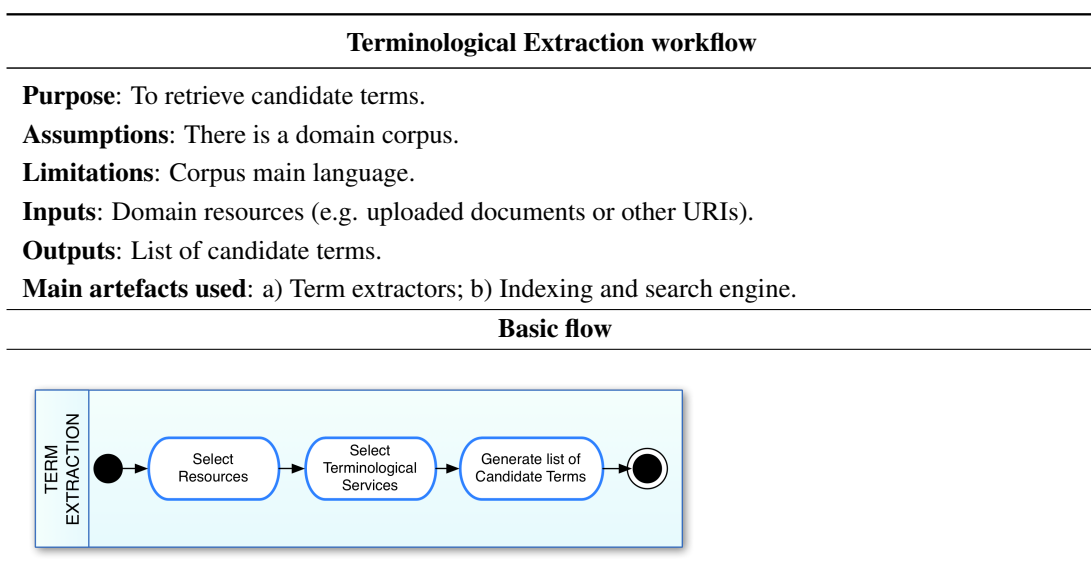 Terminological Extraction workflow
Purpose: To retrieve candidate terms.
Assumptions: There is a domain corpus.
Limitations: Corpus main language.
Inputs: Domain resources (e.g. uploaded documents or other URIs).
Outputs: List of candidate terms.
Main artefacts used: a) Term extractors; b) Indexing and search engine.
Basic flow
TERM
EXTRACTION
Select
Resources
Select
Terminological
Services
Generate list of
Candidate Terms